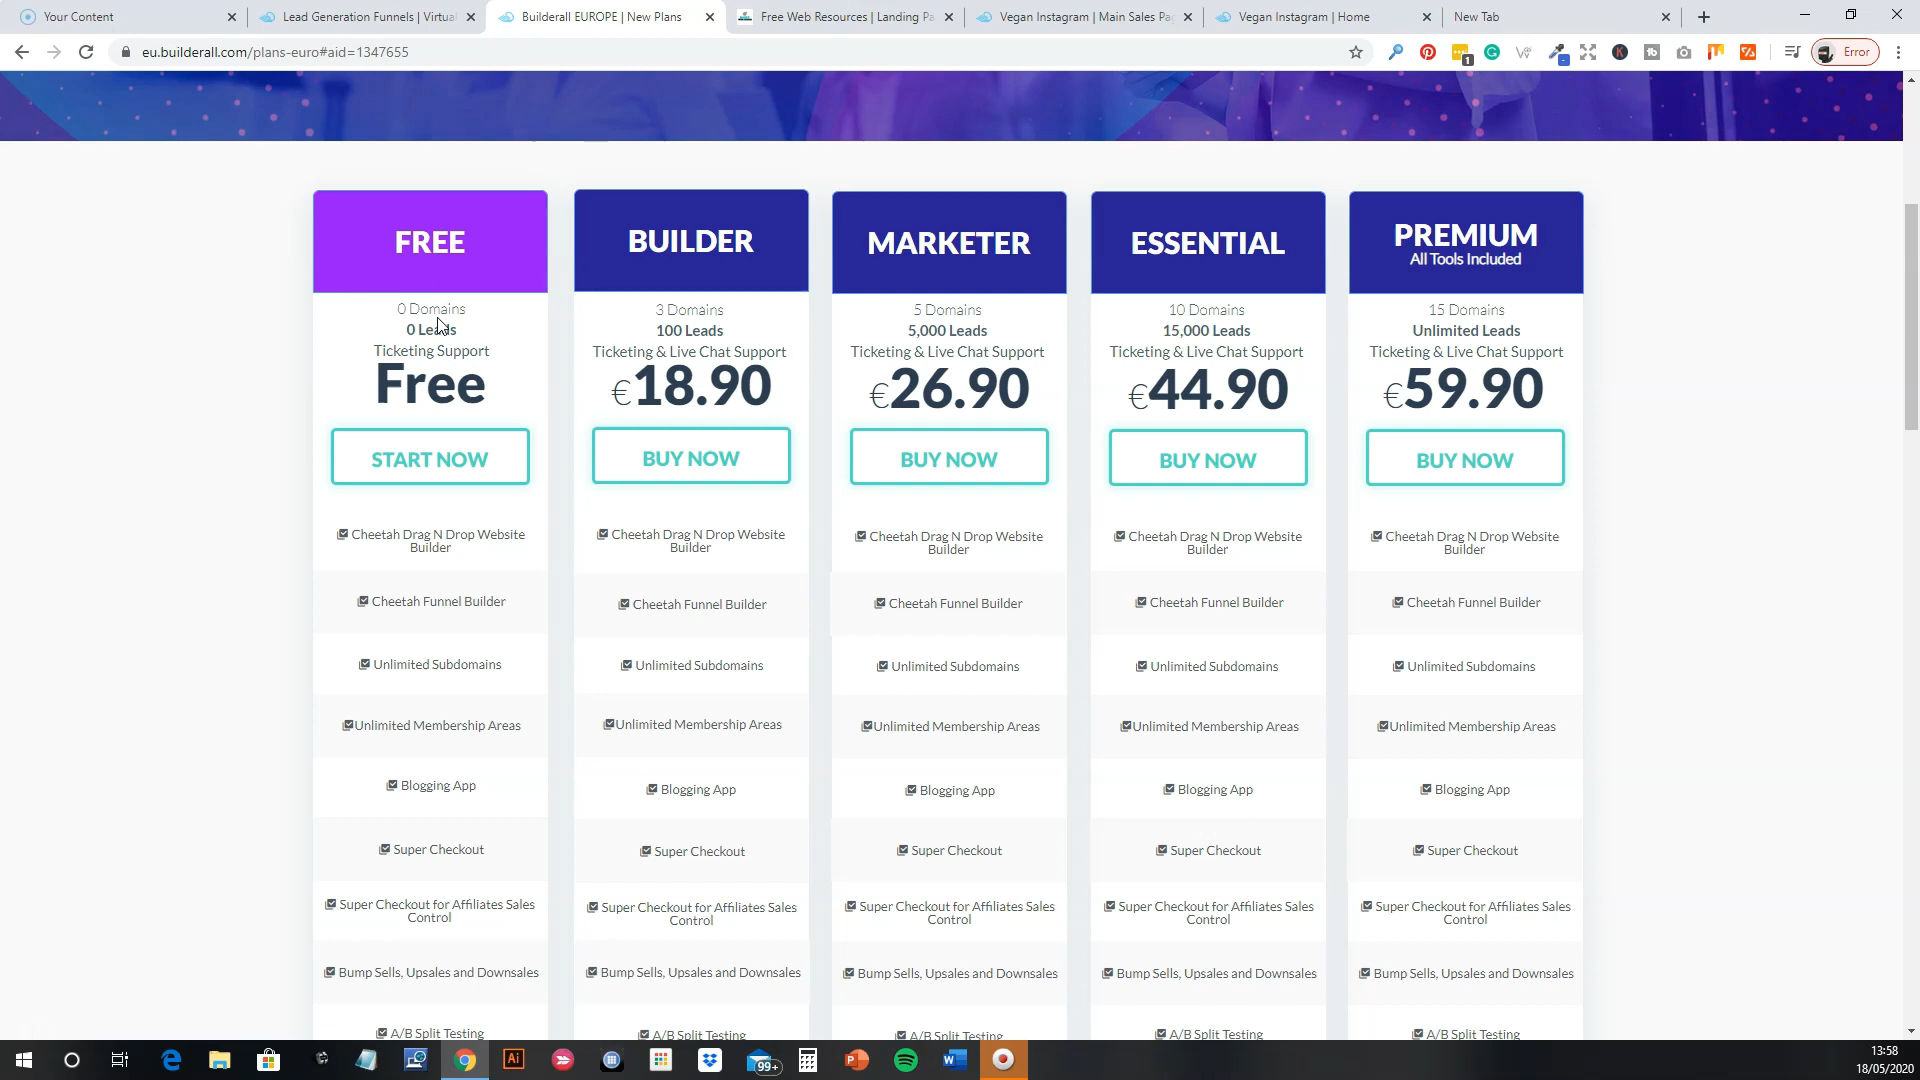 Your Content
Lead Generation Funnels | Virtual
Builderall EUROPE | New Plans
Free Web Resources | Landing Pa
Vegan Instagram | Main Sales Pa
Vegan Instagram | Home
New Tab
eu.builderall.com/plans-euro#aid=1347655
1
Error
FREE
BUILDER
MARKETER
ESSENTIAL
PREMIUM
All Tools Included
0 Domains
0 Leads
Ticketing Support
Free
START NOW
3 Domains
100 Leads
Ticketing & Live Chat Support
€18.90
BUY NOW
5 Domains
5,000 Leads
Ticketing & Live Chat Support
€26.90
BUY NOW
10 Domains
15,000 Leads
Ticketing & Live Chat Support
€44.90
BUY NOW
15 Domains
Unlimited Leads
Ticketing & Live Chat Support
€59.90
BUY NOW
Cheetah Drag N Drop Website
Builder
Cheetah Funnel Builder
Unlimited Subdomains
Unlimited Membership Areas
Blogging App
Super Checkout
Super Checkout for Affiliates Sales
Control
Bump Sells, Upsales and Downsales
A/B Split Testing
Cheetah Drag N Drop Website
Builder
Cheetah Funnel Builder
Unlimited Subdomains
Unlimited Membership Areas
Blogging App
Super Checkout
Super Checkout for Affiliates Sales
Control
Bump Sells, Upsales and Downsales
A/B Split Testing
Cheetah Drag N Drop Website
Builder
Cheetah Funnel Builder
Unlimited Subdomains
Unlimited Membership Areas
Blogging App
Super Checkout
Super Checkout for Affiliates Sales
Control
Bump Sells, Upsales and Downsales
A/B Split Testing
Cheetah Drag N Drop Website
Builder
Cheetah Funnel Builder
Unlimited Subdomains
Unlimited Membership Areas
Blogging App
Super Checkout
Super Checkout for Affiliates Sales
Control
Bump Sells, Upsales and Downsales
A/B Split Testing
Cheetah Drag N Drop Website
Builder
Cheetah Funnel Builder
Unlimited Subdomains
Unlimited Membership Areas
Blogging App
Super Checkout
Super Checkout for Affiliates Sales
Control
Bump Sells, Upsales and Downsales
A/B Split Testing
Ai
99+
13:58
18/05/2020